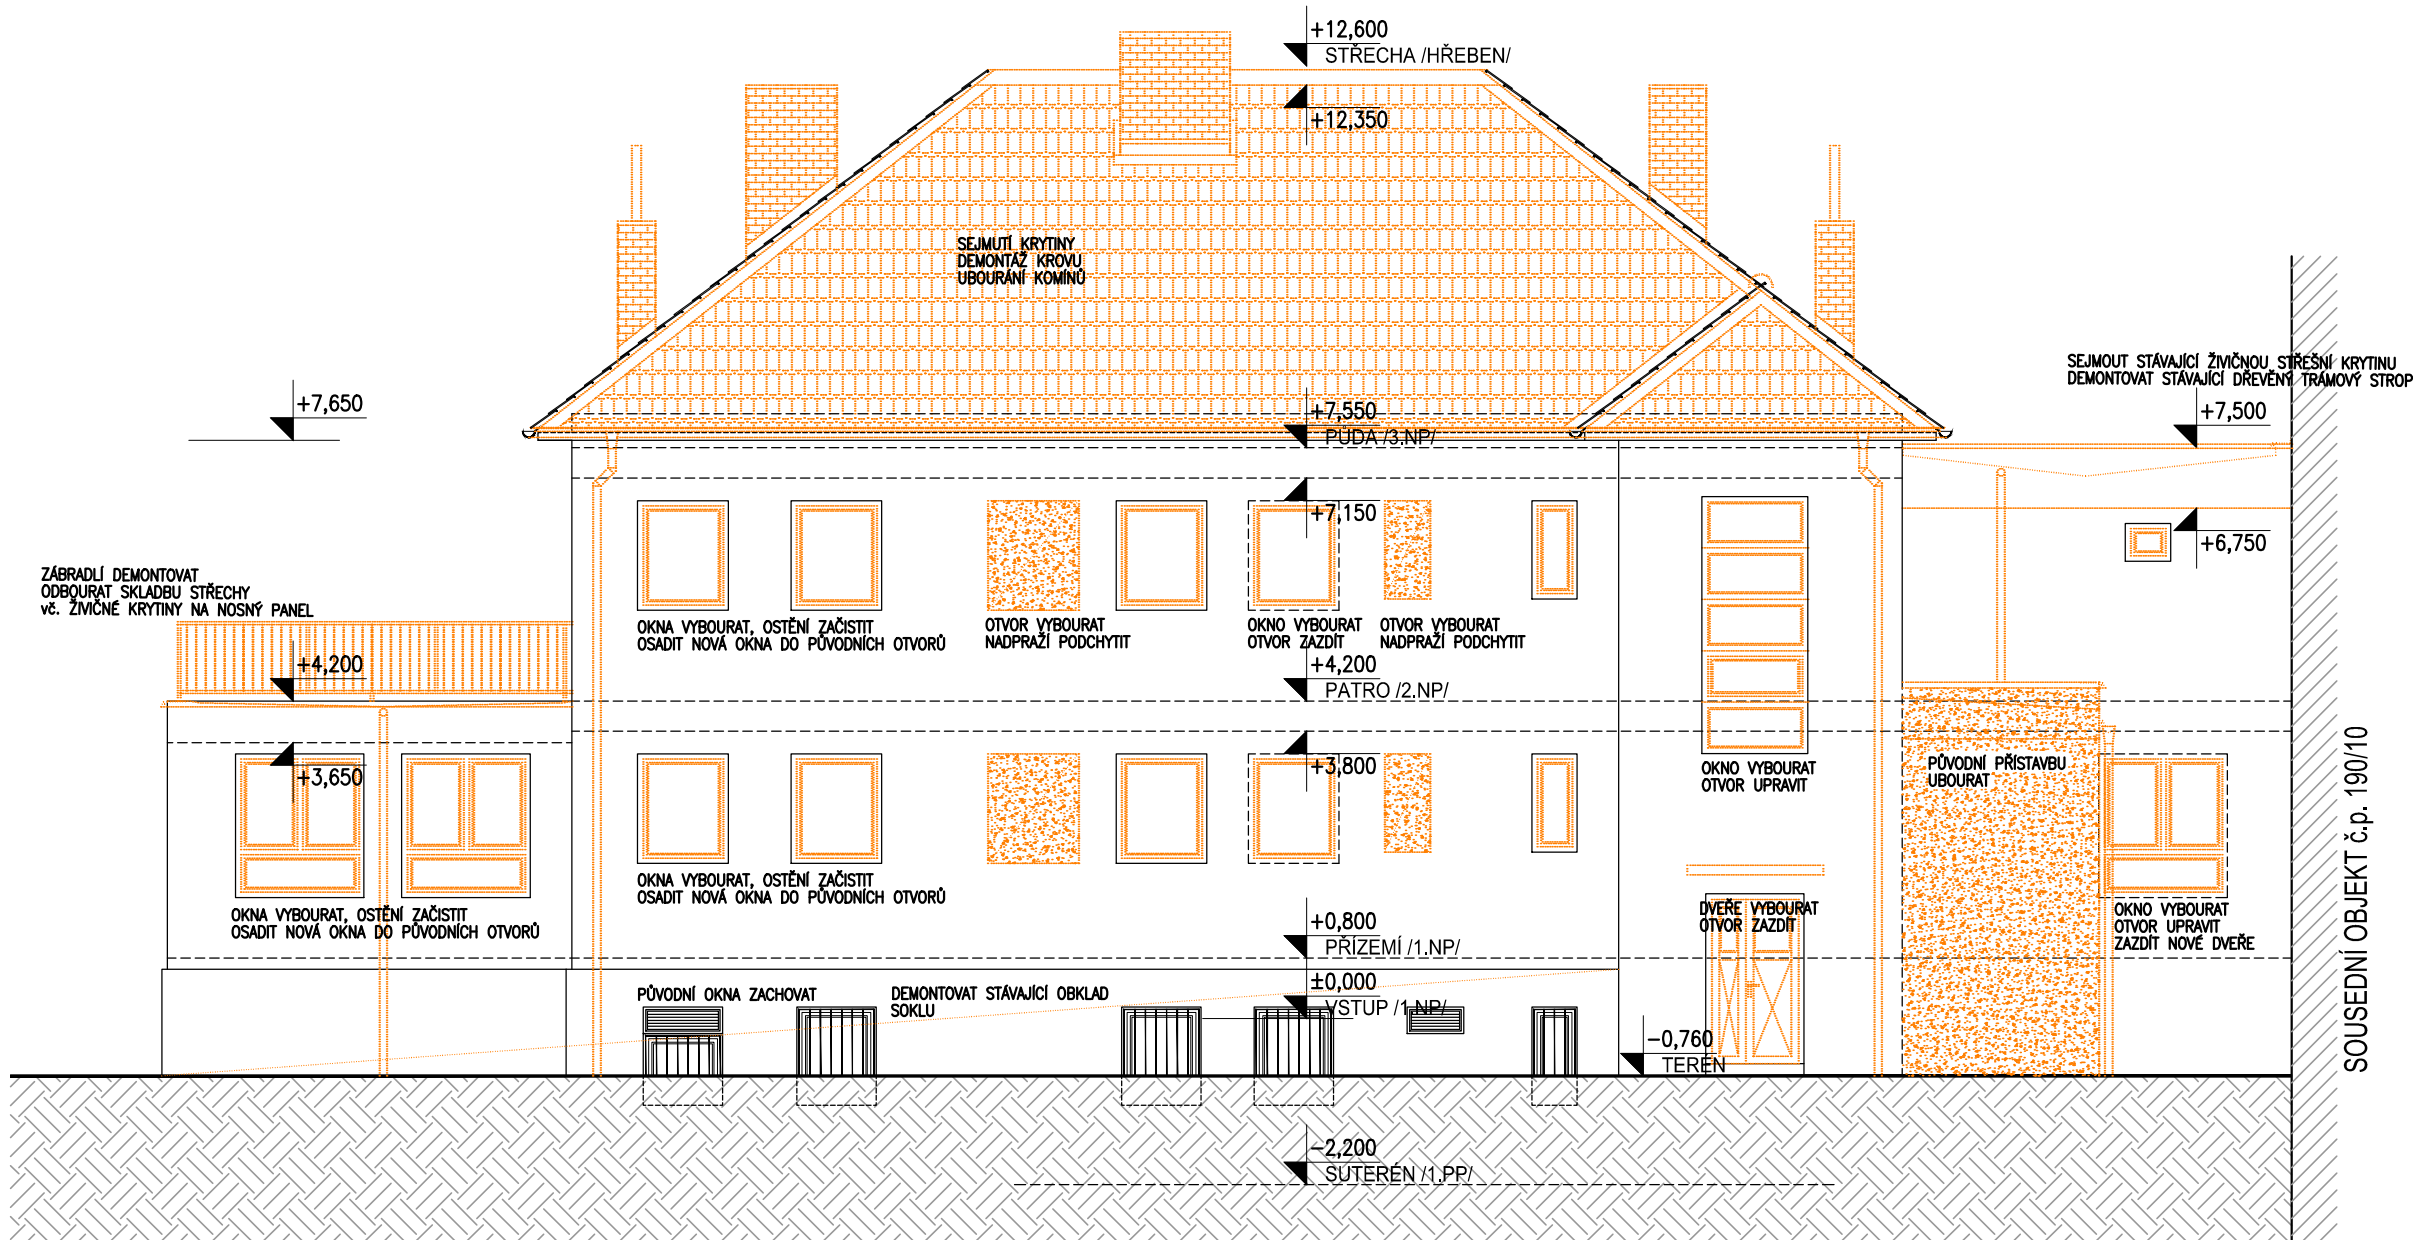 +12,600
STŘECHA /HŘEBEN/
+12,350
SEJMUTÍ KRYTINY
DEMONTÁŽ KROVU
UBOURÁNÍ KOMÍNŮ
SEJMOUT STÁVAJÍCÍ ŽIVIČNOU STŘEŠNÍ KRYTINU
DEMONTOVAT STÁVAJÍCÍ DŘEVĚNÝ TRÁMOVÝ STROP
+7,650
+7,550
PŮDA /3.NP/
+7,500
+7,150
+6,750
ZÁBRADLÍ DEMONTOVAT
ODBOURAT SKLADBU STŘECHY
vč. ŽIVIČNÉ KRYTINY NA NOSNÝ PANEL
OKNA VYBOURAT, OSTĚNÍ ZAČISTIT
OSADIT NOVÁ OKNA DO PŮVODNÍCH OTVORŮ
OTVOR VYBOURAT
NADPRAŽÍ PODCHYTIT
OKNO VYBOURAT
OTVOR ZAZDÍT
OTVOR VYBOURAT
NADPRAŽÍ PODCHYTIT
+4,200
+4,200
PATRO /2.NP/
+3,650
+3,800
OKNO VYBOURAT
OTVOR UPRAVIT
PŮVODNÍ PŘÍSTAVBU
UBOURAT
OKNA VYBOURAT, OSTĚNÍ ZAČISTIT
OSADIT NOVÁ OKNA DO PŮVODNÍCH OTVORŮ
OKNA VYBOURAT, OSTĚNÍ ZAČISTIT
OSADIT NOVÁ OKNA DO PŮVODNÍCH OTVORŮ
+0,800
PŘÍZEMÍ /1.NP/
DVEŘE VYBOURAT
OTVOR ZAZDÍT
OKNO VYBOURAT
OTVOR UPRAVIT
ZAZDÍT NOVÉ DVEŘE
PŮVODNÍ OKNA ZACHOVAT
DEMONTOVAT STÁVAJÍCÍ OBKLAD
SOKLU
±0,000
VSTUP /1.NP/
-0,760
TERÉN
-2,200
SUTERÉN /1.PP/
SOUSEDNÍ OBJEKT č.p. 190/10